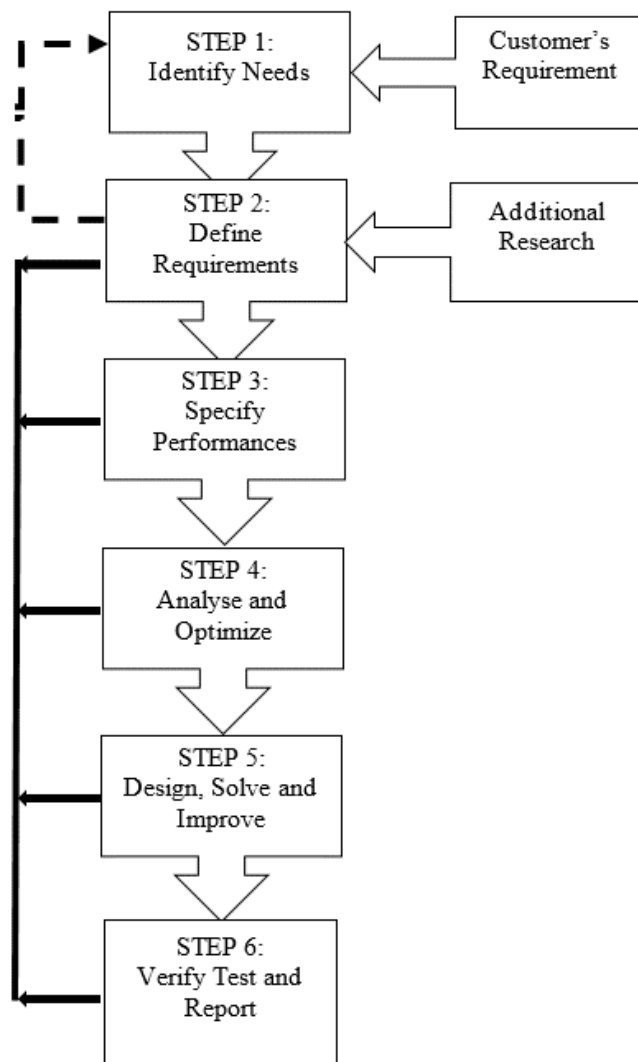 STEP 1:
Identify Needs
Customer's
Requirement
STEP 2:
Define
Requirements
Additional
Research
STEP 3:
Specify
Performances
STEP 4:
Analyse and
Optimize
STEP 5:
Design, Solve and
Improve
STEP 6:
Verify Test and
Report